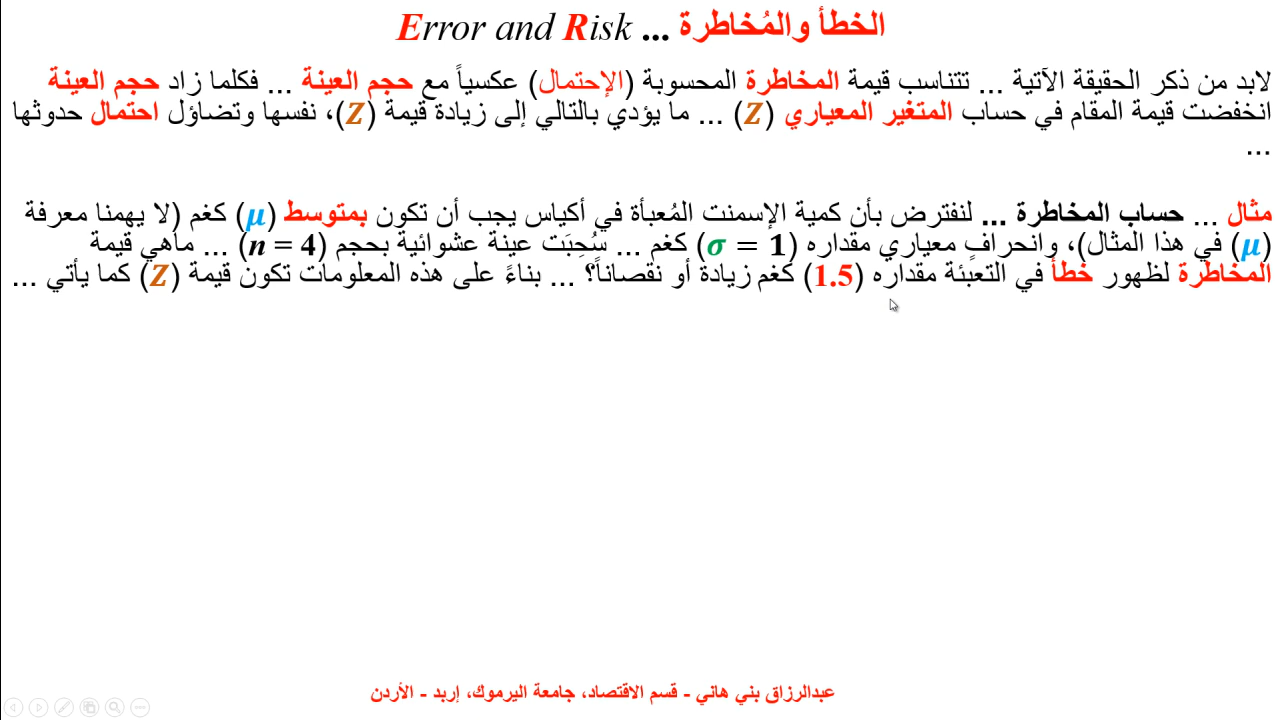 الخطأ والمُخاطرة ... Error and Risk
لابد من ذكر الحقيقة الآتية ... تتناسب قيمة المخاطرة المحسوبة (الإحتمال) عكسياً مع حجم العينة ... فكلما زاد حجم العينة
انخفضت قيمة المقام في حساب المتغير المعياري (Z) ... ما يؤدي بالتالي إلى زيادة قيمة (Z)، نفسها وتضاؤل احتمال حدوثها
...
مثال ... حساب المخاطرة ... لنفترض بأن كمية الإسمنت المُعبأة في أكياس يجب أن تكون بمتوسط (μ) كغم (لا يهمنا معرفة
(μ) في هذا المثال)، وانحرافٍ معياري مقداره (σ = 1) كغم ... سُحِبَت عينة عشوائية بحجم (n = 4) ... ماهي قيمة
المخاطرة لظهور خطأ في التعبئة مقداره (1.5) كغم زيادة أو نقصاناً؟ ... بناءً على هذه المعلومات تكون قيمة (Z) كما يأتي ...
عبدالرزاق بني هاني - قسم الاقتصاد، جامعة اليرموك، إربد - الأردن